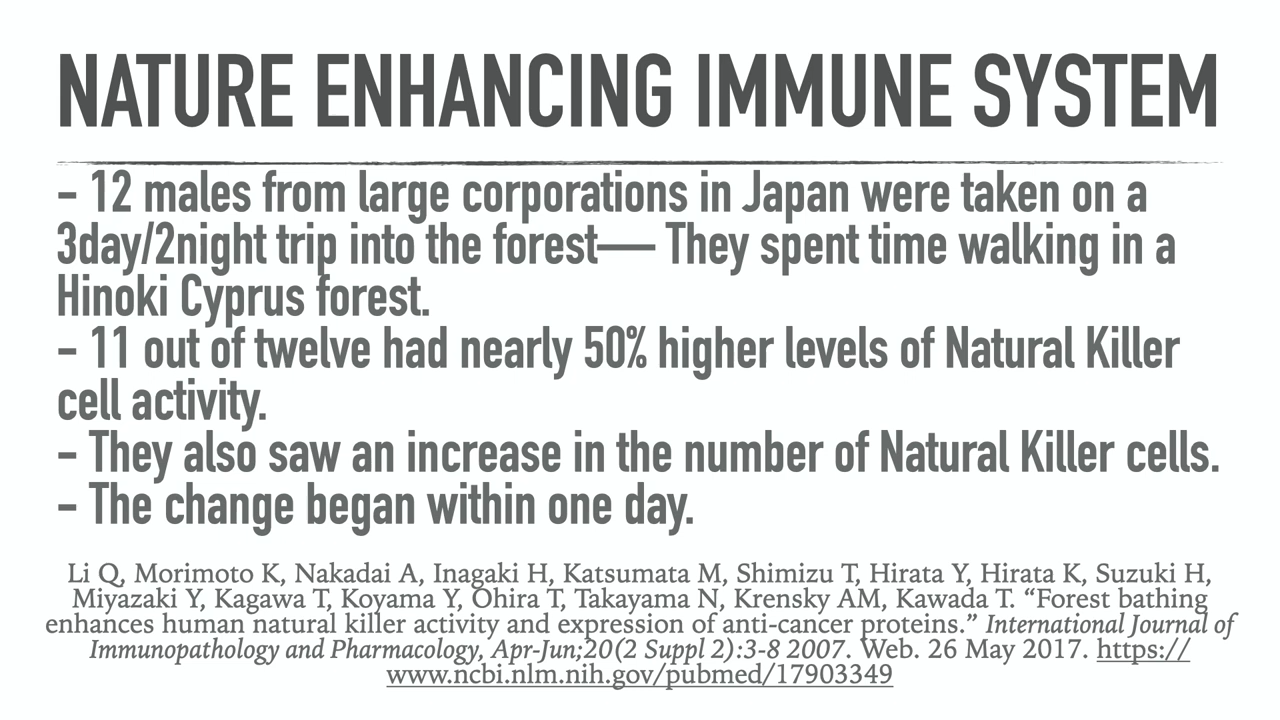 NATURE ENHANCING IMMUNE SYSTEM
– 12 males from large corporations in Japan were taken on a
3day/2night trip into the forest— They spent time walking in a
Hinoki Cyprus forest.
– 11 out of twelve had nearly 50% higher levels of Natural Killer
cell activity.
– They also saw an increase in the number of Natural Killer cells.
– The change began within one day.
Li Q, Morimoto K, Nakadai A, Inagaki H, Katsumata M, Shimizu T, Hirata Y, Hirata K, Suzuki H,
Miyazaki Y, Kagawa T, Koyama Y, Ohira T, Takayama N, Krensky AM, Kawada T. “Forest bathing
enhances human natural killer activity and expression of anti-cancer proteins.” International Journal of
Immunopathology and Pharmacology, Apr-Jun;20(2 Suppl 2):3-8 2007. Web. 26 May 2017. https://
www.ncbi.nlm.nih.gov/pubmed/17903349